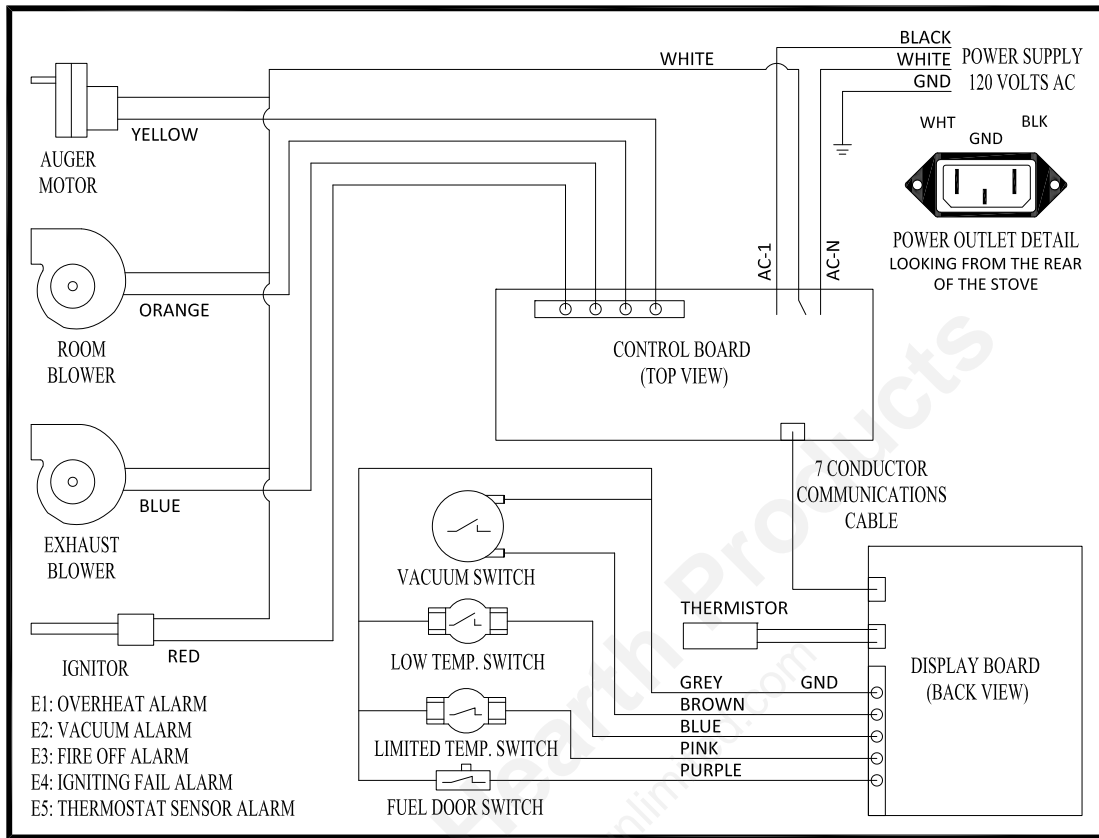 BLACK
WHITE
WHITE
GND
POWER SUPPLY
120 VOLTS AC
WHT
GND
BLK
POWER OUTLET DETAIL
LOOKING FROM THE REAR
OF THE STOVE
YELLOW
AUGER
MOTOR
AC-1
AC-N
ORANGE
ROOM
BLOWER
CONTROL BOARD
(TOP VIEW)
BLUE
EXHAUST
BLOWER
7 CONDUCTOR
COMMUNICATIONS
CABLE
VACUUM SWITCH
THERMISTOR
RED
IGNITOR
LOW TEMP. SWITCH
GREY
GND
BROWN
BLUE
PINK
PURPLE
DISPLAY BOARD
(BACK VIEW)
LIMITED TEMP. SWITCH
FUEL DOOR SWITCH
E1: OVERHEAT ALARM
E2: VACUUM ALARM
E3: FIRE OFF ALARM
E4: IGNITING FAIL ALARM
E5: THERMOSTAT SENSOR ALARM
Hearth Products